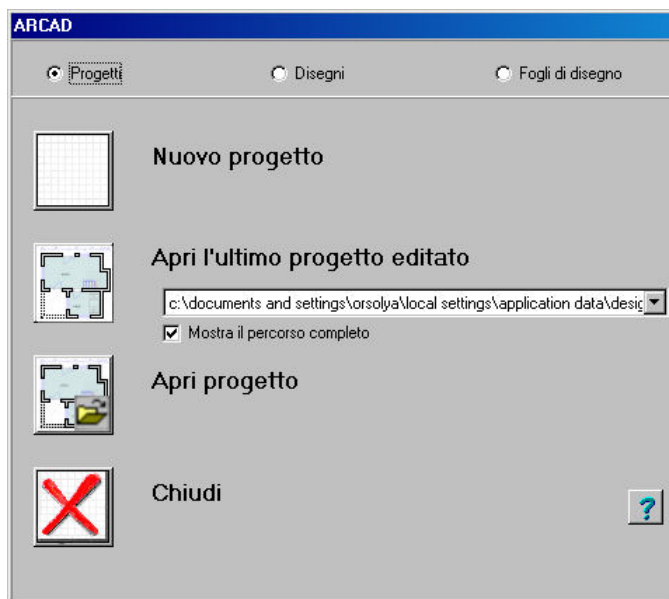 ARCAD
Progetti Disegni Fogli di disegno
Nuovo progetto
Apri l'ultimo progetto editato
c:\documents and settings\orsolya\local settings\application data\desig
Mostra il percorso completo
Apri progetto
Chiudi
?